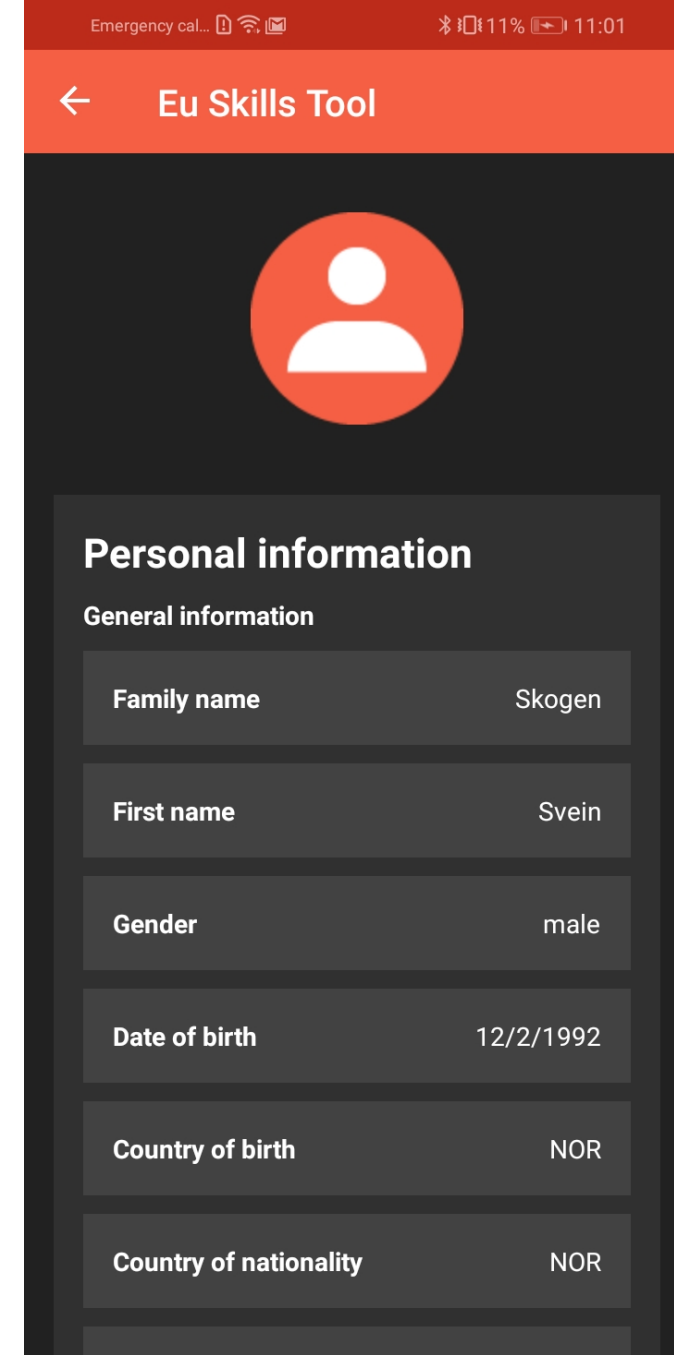 Emergency cal... 11% 11:01
Eu Skills Tool
Personal information
General information
Family name Skogen
First name Svein
Gender male
Date of birth 12/2/1992
Country of birth NOR
Country of nationality NOR